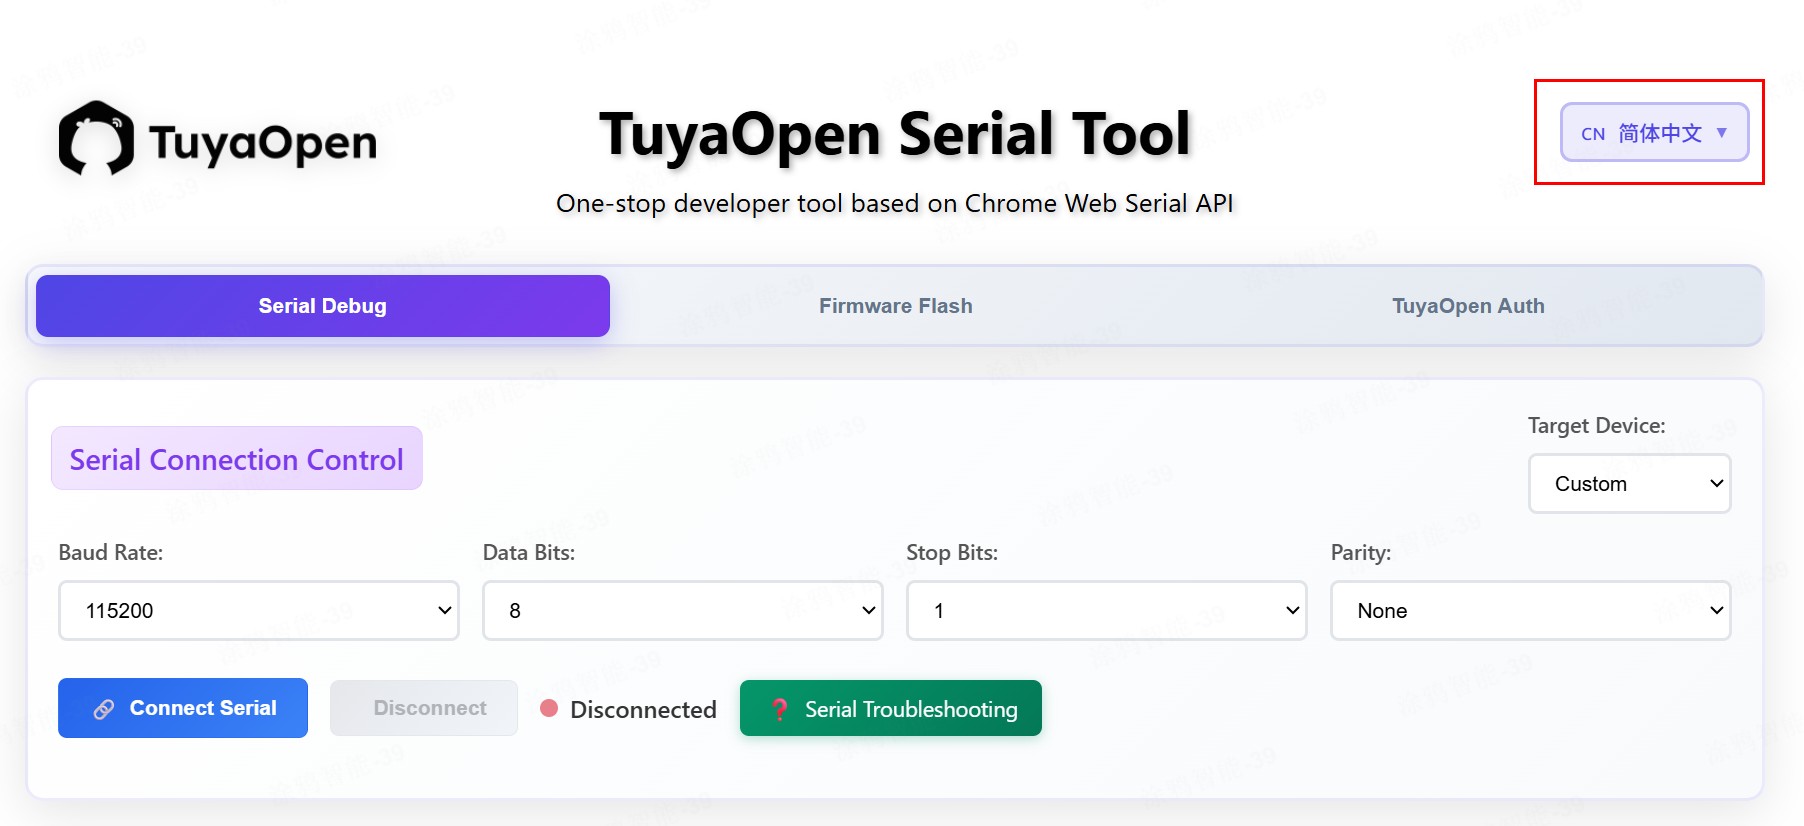 TuyaOpen
TuyaOpen Serial Tool
One-stop developer tool based on Chrome Web Serial API
CN 简体中文 ▼
Serial Debug
Firmware Flash
TuyaOpen Auth
Serial Connection Control
Target Device:
Custom
Baud Rate:
115200
Data Bits:
8
Stop Bits:
1
Parity:
None
Connect Serial
Disconnect
Disconnected
❓ Serial Troubleshooting